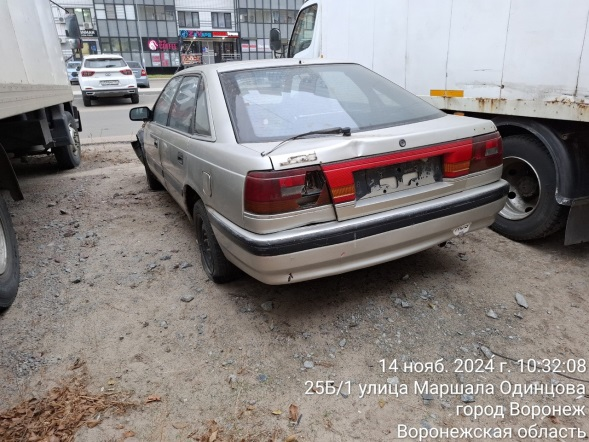 14 нояб. 2024 г. 10:32:08
25Б/1 улица Маршала Одинцова
город Воронеж
Воронежская область